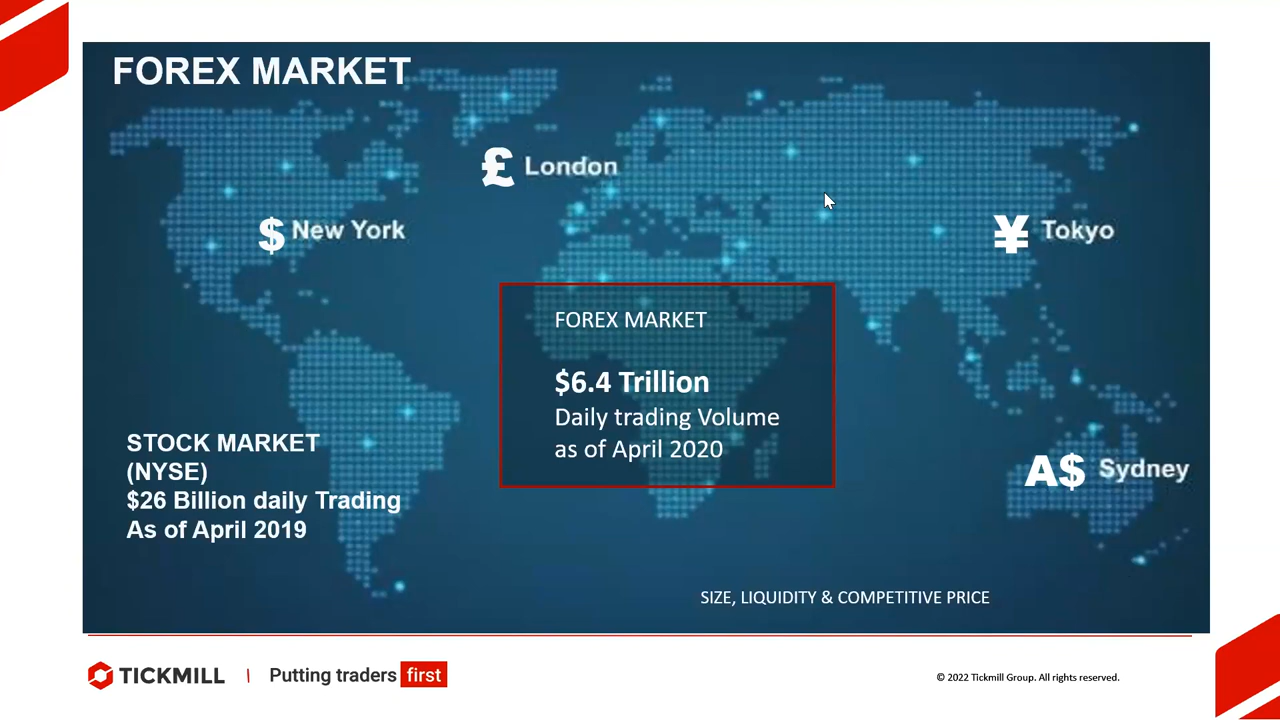 FOREX MARKET
£ London
$ New York
¥ Tokyo
FOREX MARKET
$6.4 Trillion
Daily trading Volume
as of April 2020
STOCK MARKET
(NYSE)
$26 Billion daily Trading
As of April 2019
A$ Sydney
SIZE, LIQUIDITY & COMPETITIVE PRICE
TICKMILL | Putting traders first
© 2022 Tickmill Group. All rights reserved.